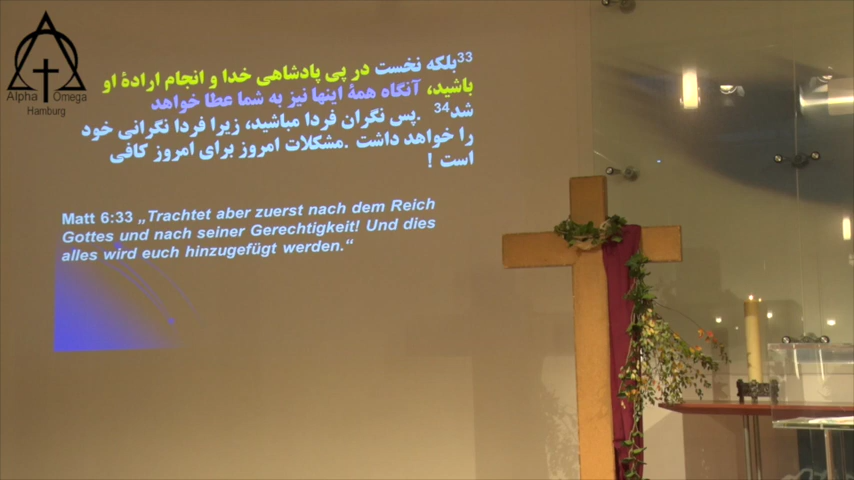 Alpha Omega
Hamburg
33بلکه نخست در پی پادشاهی خدا و انجام ارادهٔ او
باشید، آنگاه همهٔ اینها نیز به شما عطا خواهد
شد34 .پس نگران فردا مباشید، زیرا فردا نگرانی خود
را خواهد داشت .مشکلات امروز برای امروز کافی
است !
Matt 6:33 „Trachtet aber zuerst nach dem Reich
Gottes und nach seiner Gerechtigkeit! Und dies
alles wird euch hinzugefügt werden.“